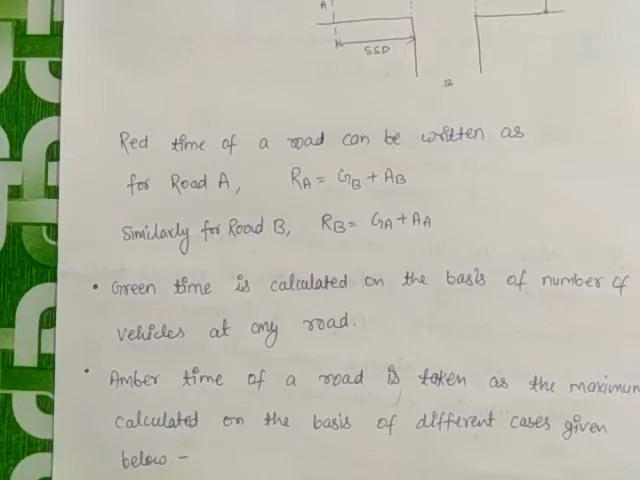 A
SSD
B
Red time of a road can be written as
for Road A, RA = GB + AB
Similarly for Road B, RB = GA + AA
• Green time is calculated on the basis of number of
vehicles at any road.
• Amber time of a road is taken as the maximum
calculated on the basis of different cases given
below. -